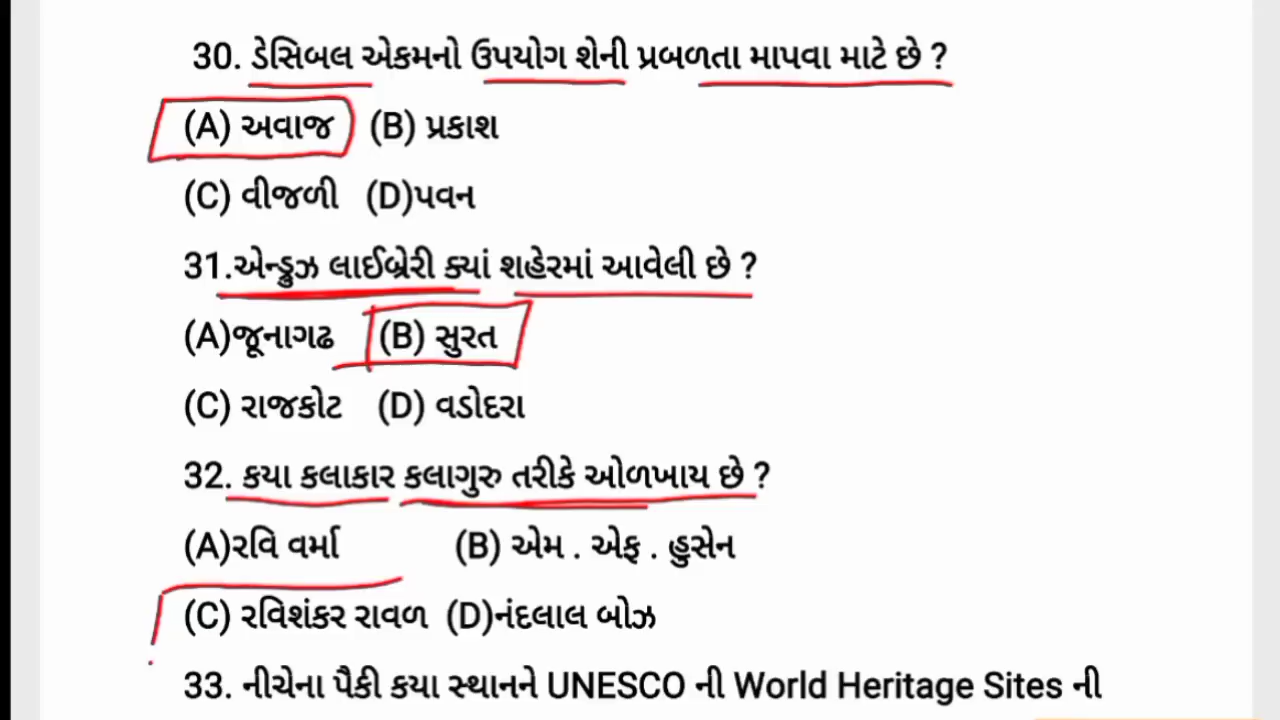 30. ડેસિબલ એકમનો ઉપયોગ શેની પ્રબળતા માપવા માટે છે ?
(A) અવાજ (B) પ્રકાશ
(C) વીજળી (D)પવન
31.એન્ડ્રુઝ લાઈબ્રેરી ક્યાં શહેરમાં આવેલી છે ?
(A)જૂનાગઢ (B) સુરત
(C) રાજકોટ (D) વડોદરા
32. કયા કલાકાર કલાગુરુ તરીકે ઓળખાય છે ?
(A)રવિ વર્મા (B) એમ . એફ . હુસેન
(C) રવિશંકર રાવળ (D)નંદલાલ બોઝ
33. નીચેના પૈકી કયા સ્થાનને UNESCO ની World Heritage Sites ની